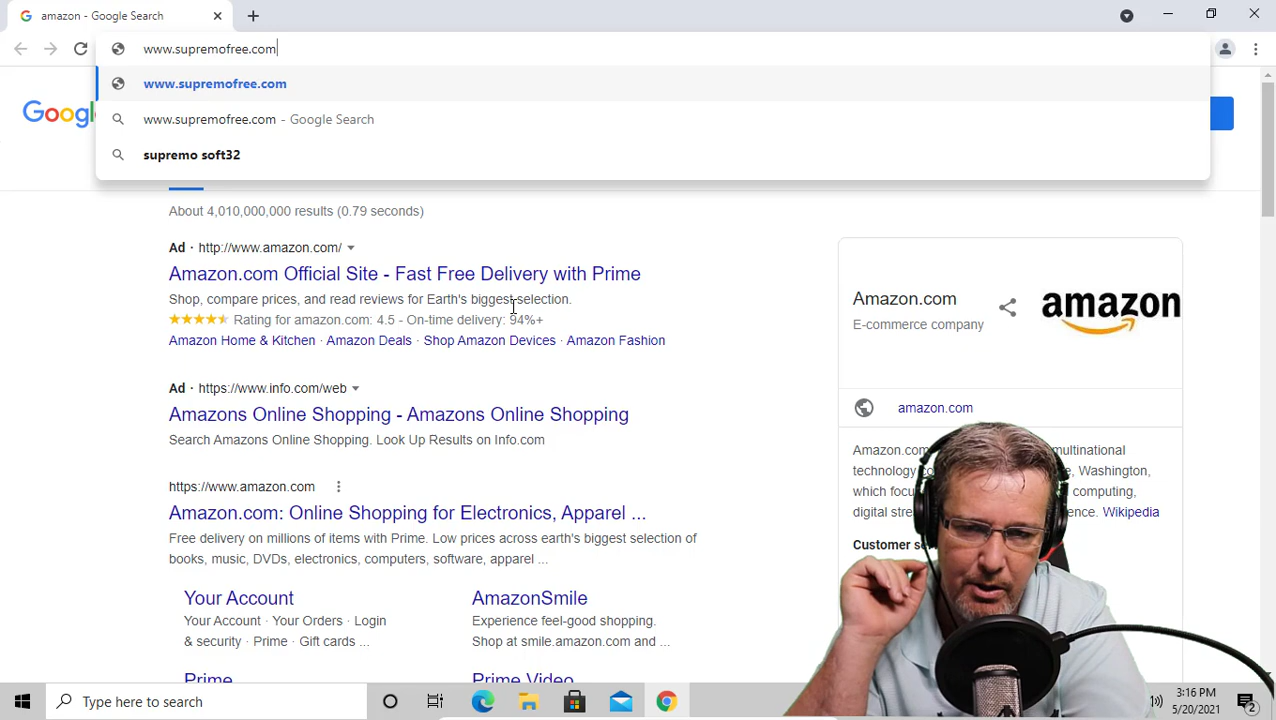 amazon - Google Search
www.supremofree.com
www.supremofree.com
www.supremofree.com - Google Search
supremo soft32
Googl
About 4,010,000,000 results (0.79 seconds)
Ad · http://www.amazon.com/
Amazon.com Official Site - Fast Free Delivery with Prime
Shop, compare prices, and read reviews for Earth's biggest selection.
Rating for amazon.com: 4.5 - On-time delivery: 94%+
Amazon Home & Kitchen · Amazon Deals · Shop Amazon Devices · Amazon Fashion
Ad · https://www.info.com/web
Amazons Online Shopping - Amazons Online Shopping
Search Amazons Online Shopping. Look Up Results on Info.com
https://www.amazon.com
Amazon.com: Online Shopping for Electronics, Apparel ...
Free delivery on millions of items with Prime. Low prices across earth's biggest selection of
books, music, DVDs, electronics, computers, software, apparel ...
Your Account
Your Account · Your Orders · Login
& security · Prime · Gift cards ...
AmazonSmile
Experience feel-good shopping.
Shop at smile.amazon.com and ...
Prime
Prime Video
Amazon.com
E-commerce company
amazon
amazon.com
Amazon.com multinational
technology Washington,
which focu computing,
digital stre ence. Wikipedia
Customer se
Type here to search
3:16 PM
5/20/2021
2